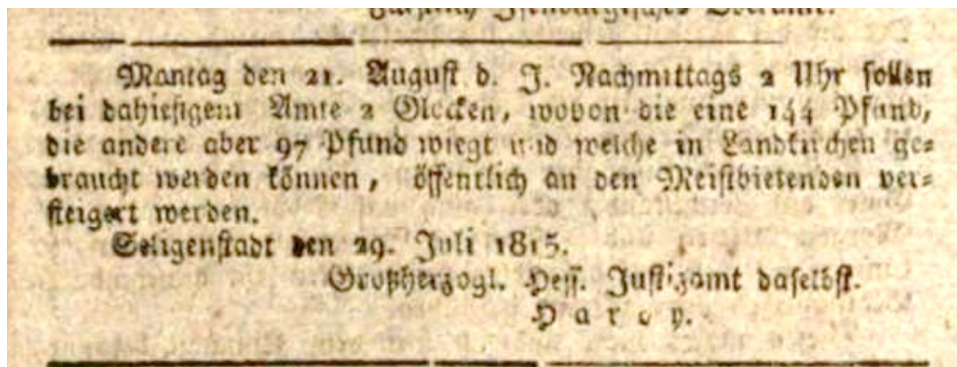 Mantag den 21. August d. J. Nachmittags 2 Uhr sollen
bei dahiesigem Amte 2 Glocken, wovon die eine 144 Pfund,
die andere aber 97 Pfund wiegt und welche in Landkirchen ge=
braucht werden können, öffentlich an den Meistbietenden ver=
steigert werden.
Seligenstadt den 29. Juli 1815.
Großherzogl. Hess. Justizamt daselbst.